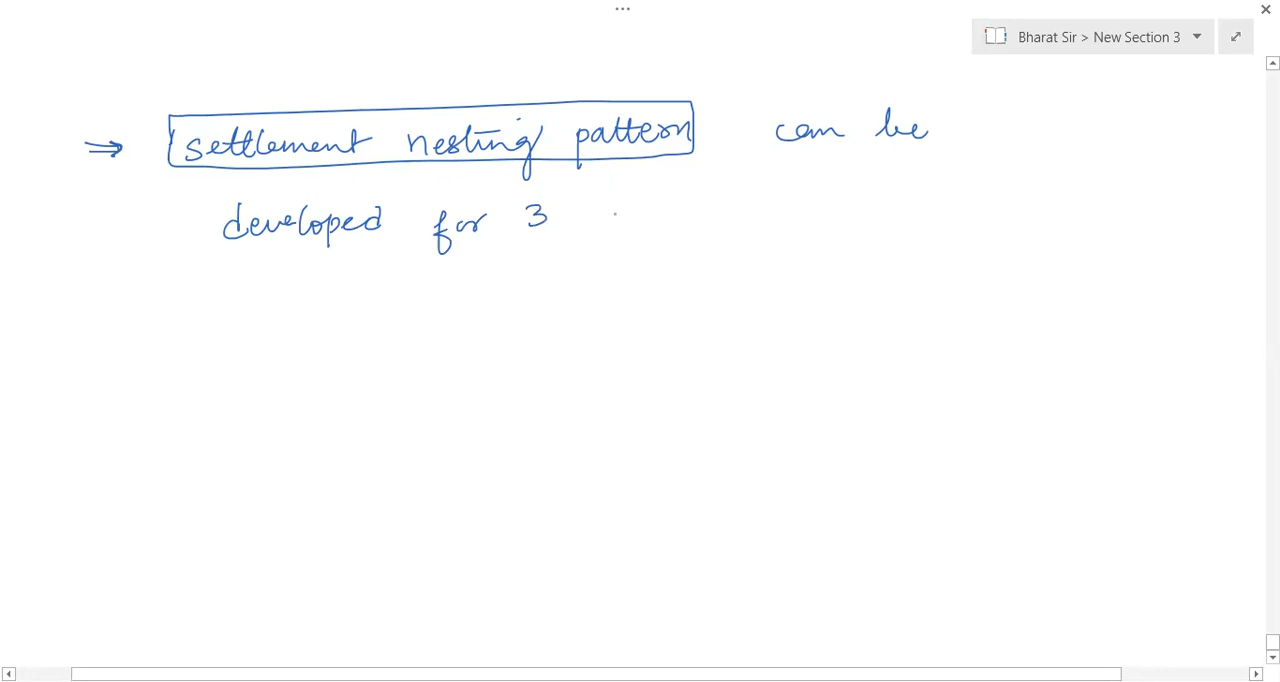 Bharat Sir > New Section 3
⇒ settlement nesting pattern can be
developed for 3